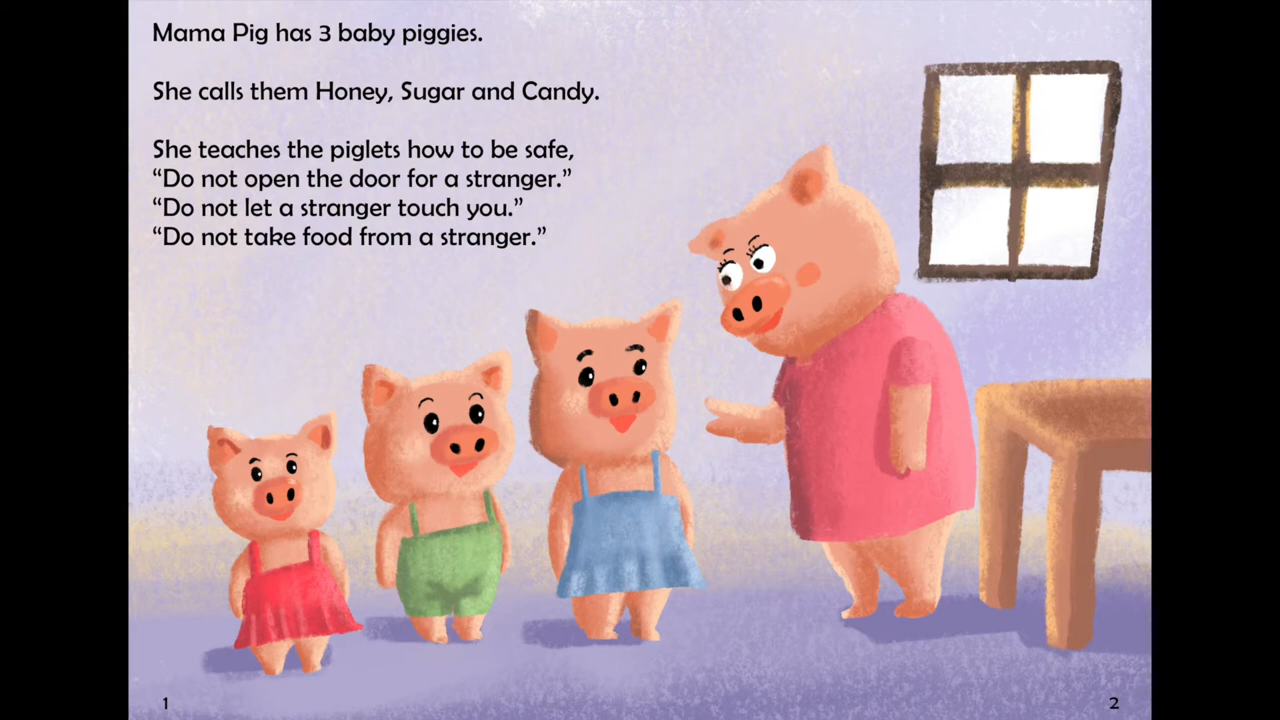 Mama Pig has 3 baby piggies.
She calls them Honey, Sugar and Candy.
She teaches the piglets how to be safe,
“Do not open the door for a stranger.”
“Do not let a stranger touch you.”
“Do not take food from a stranger.”
1
2